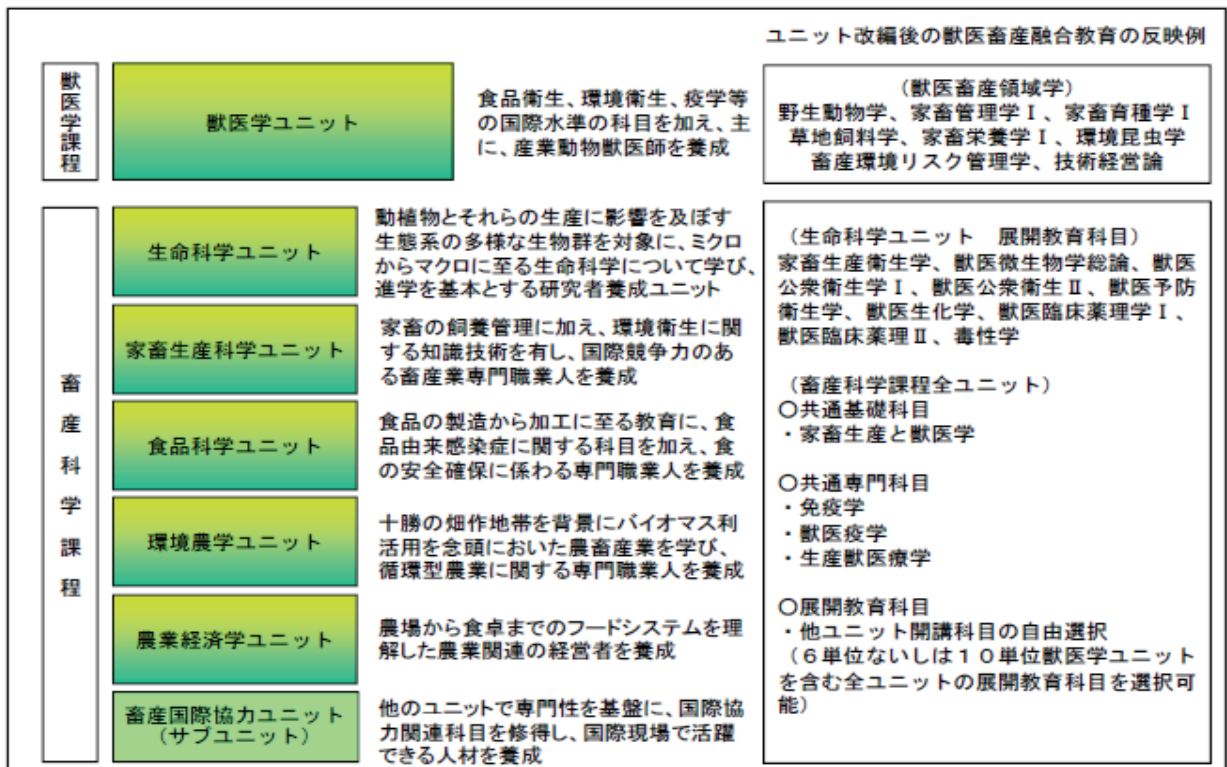 ユニット改編後の獣医畜産融合教育の反映例
獣医学課程
獣医学ユニット
食品衛生、環境衛生、疫学等
の国際水準の科目を加え、主
に、産業動物獣医師を養成
(獣医畜産領域学)
野生動物学、家畜管理学Ⅰ、家畜育種学Ⅰ
草地飼料学、家畜栄養学Ⅰ、環境昆虫学
畜産環境リスク管理学、技術経営論
畜産科学課程
生命科学ユニット
動植物とそれらの生産に影響を及ぼす
生態系の多様な生物群を対象に、ミクロ
からマクロに至る生命科学について学び、
進学を基本とする研究者養成ユニット
家畜生産科学ユニット
家畜の飼養管理に加え、環境衛生に関
する知識技術を有し、国際競争力のあ
る畜産業専門職業人を養成
食品科学ユニット
食品の製造から加工に至る教育に、食
品由来感染症に関する科目を加え、食
の安全確保に係わる専門職業人を養成
環境農学ユニット
十勝の畑作地帯を背景にバイオマス利
活用を念頭においた農畜産業を学び、
循環型農業に関する専門職業人を養成
農業経済学ユニット
農場から食卓までのフードシステムを理
解した農業関連の経営者を養成
畜産国際協力ユニット
(サブユニット)
他のユニットで専門性を基盤に、国際協
力関連科目を修得し、国際現場で活躍
できる人材を養成
(生命科学ユニット 展開教育科目)
家畜生産衛生学、獣医微生物学総論、獣医
公衆衛生学Ⅰ、獣医公衆衛生Ⅱ、獣医予防
衛生学、獣医生化学、獣医臨床薬理学Ⅰ、
獣医臨床薬理Ⅱ、毒性学
(畜産科学課程全ユニット)
〇共通基礎科目
・家畜生産と獣医学
〇共通専門科目
・免疫学
・獣医疫学
・生産獣医療学
〇展開教育科目
・他ユニット開講科目の自由選択
(6単位ないしは10単位獣医学ユニット
を含む全ユニットの展開教育科目を選択可
能)